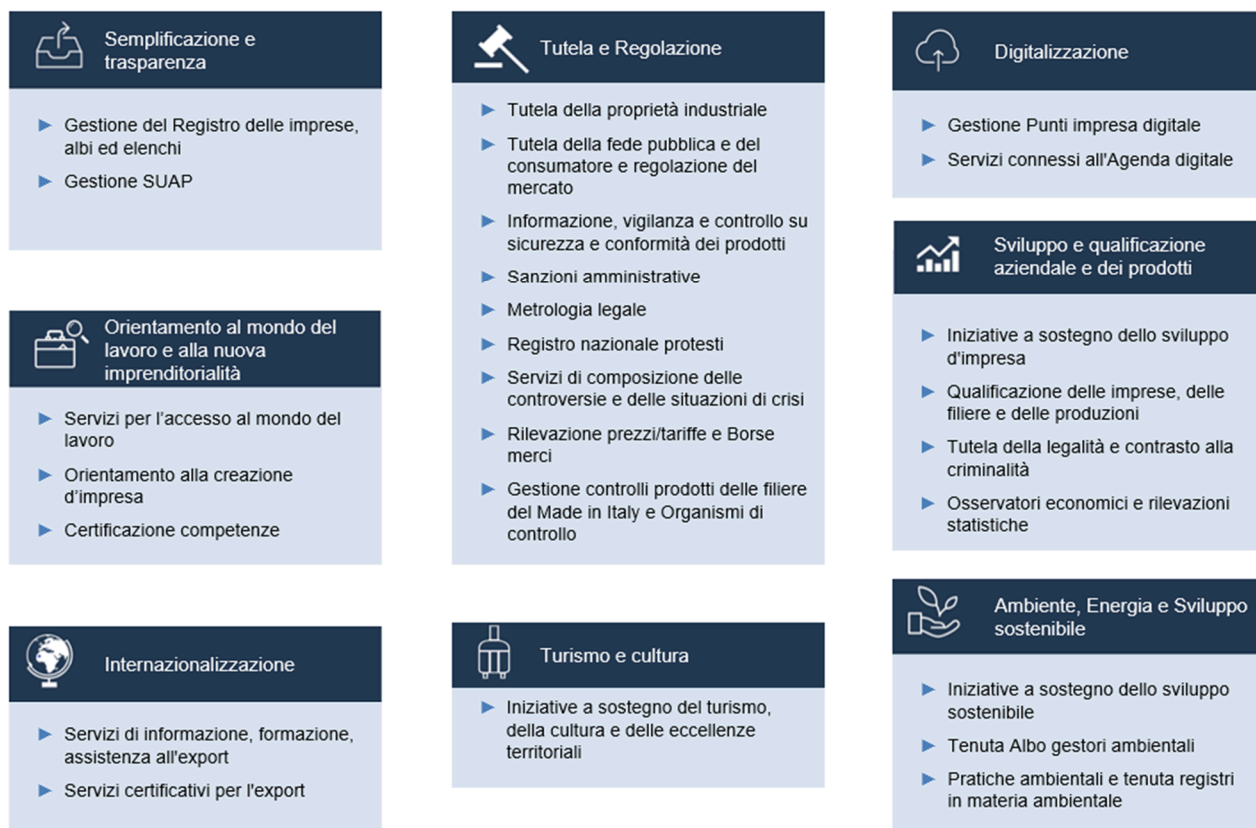 Semplificazione e
trasparenza
Gestione del Registro delle imprese,
albi ed elenchi
Gestione SUAP
Orientamento al mondo del
lavoro e alla nuova
imprenditorialità
Servizi per l’accesso al mondo del
lavoro
Orientamento alla creazione
d’impresa
Certificazione competenze
Internazionalizzazione
Servizi di informazione, formazione,
assistenza all'export
Servizi certificativi per l'export
Tutela e Regolazione
Tutela della proprietà industriale
Tutela della fede pubblica e del
consumatore e regolazione del
mercato
Informazione, vigilanza e controllo su
sicurezza e conformità dei prodotti
Sanzioni amministrative
Metrologia legale
Registro nazionale protesti
Servizi di composizione delle
controversie e delle situazioni di crisi
Rilevazione prezzi/tariffe e Borse
merci
Gestione controlli prodotti delle filiere
del Made in Italy e Organismi di
controllo
Turismo e cultura
Iniziative a sostegno del turismo,
della cultura e delle eccellenze
territoriali
Digitalizzazione
Gestione Punti impresa digitale
Servizi connessi all'Agenda digitale
Sviluppo e qualificazione
aziendale e dei prodotti
Iniziative a sostegno dello sviluppo
d'impresa
Qualificazione delle imprese, delle
filiere e delle produzioni
Tutela della legalità e contrasto alla
criminalità
Osservatori economici e rilevazioni
statistiche
Ambiente, Energia e Sviluppo
sostenibile
Iniziative a sostegno dello sviluppo
sostenibile
Tenuta Albo gestori ambientali
Pratiche ambientali e tenuta registri
in materia ambientale